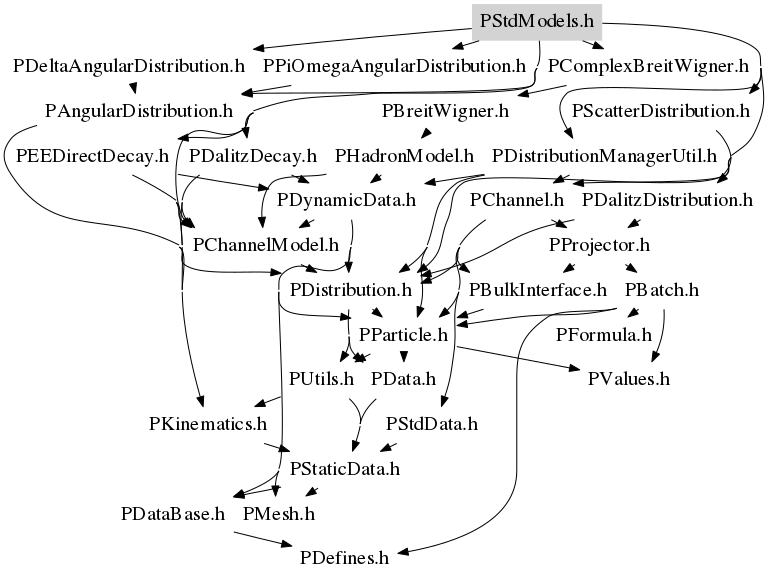 PStdModels.h
PDeltaAngularDistribution.h
PPiOmegaAngularDistribution.h
PComplexBreitWigner.h
PAngularDistribution.h
PBreitWigner.h
PScatterDistribution.h
PEEDirectDecay.h
PDalitzDecay.h
PHadronModel.h
PDistributionManagerUtil.h
PDynamicData.h
PChannel.h
PDalitzDistribution.h
PChannelModel.h
PProjector.h
PDistribution.h
PBulkInterface.h
PBatch.h
PParticle.h
PFormula.h
PUtils.h
PData.h
PValues.h
PKinematics.h
PStdData.h
PStaticData.h
PDataBase.h
PMesh.h
PDefines.h